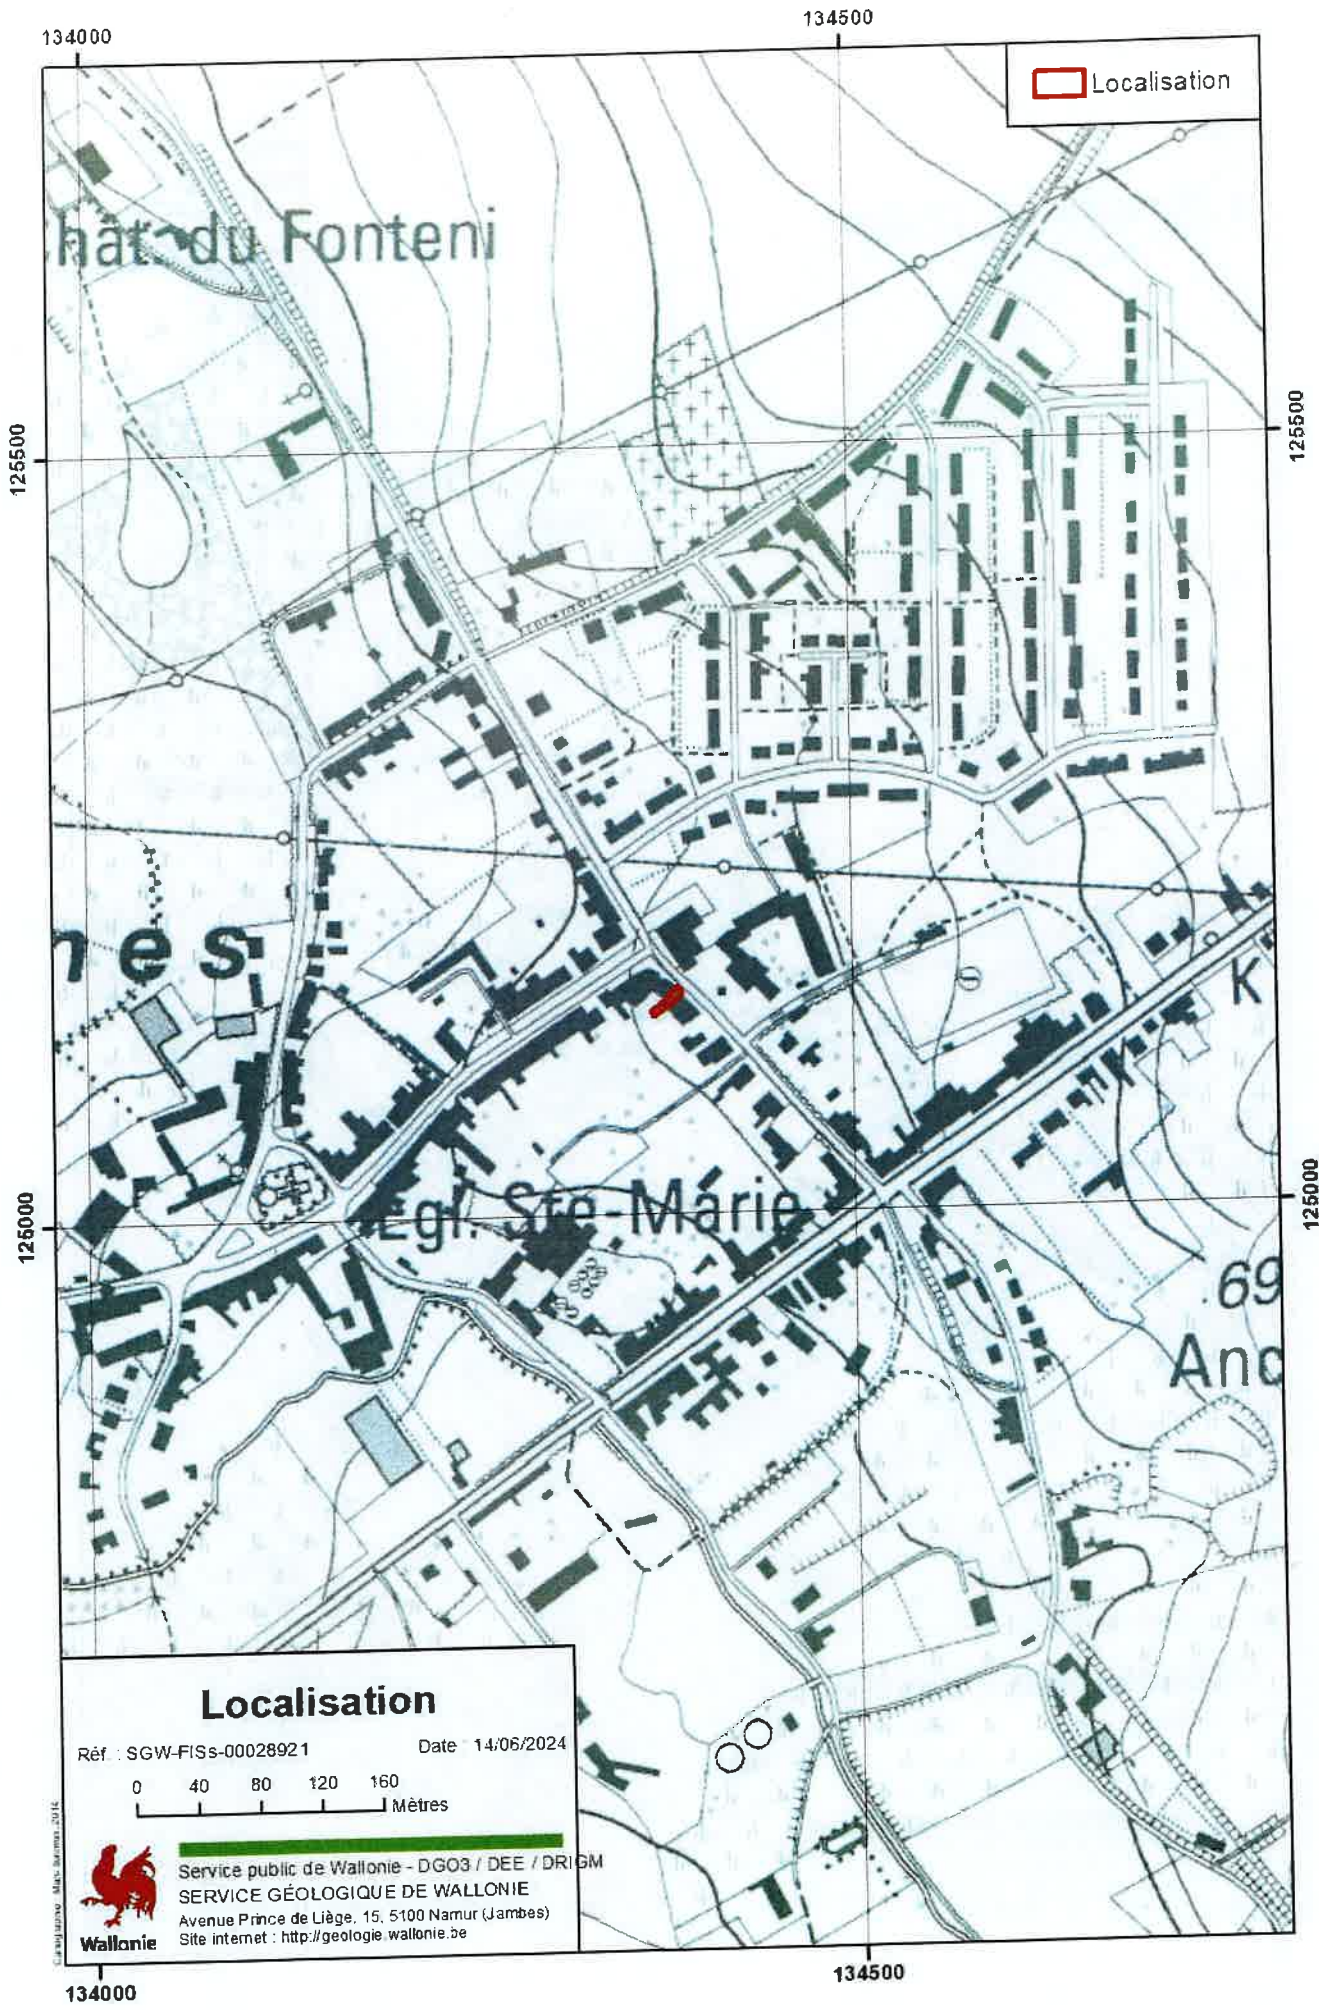 134000
134500
Localisation
hât. du Fonteni
125500
125500
nes
K
Egl. Ste-Marie
125000
125000
69
Anc
Localisation
Réf. : SGW-FISs-00028921
Date : 14/06/2024
0 40 80 120 160
Mètres
Service public de Wallonie - DGO3 / DEE / DRIGM
SERVICE GÉOLOGIQUE DE WALLONIE
Avenue Prince de Liège, 15, 5100 Namur (Jambes)
Site internet : http://geologie.wallonie.be
Wallonie
134000
134500